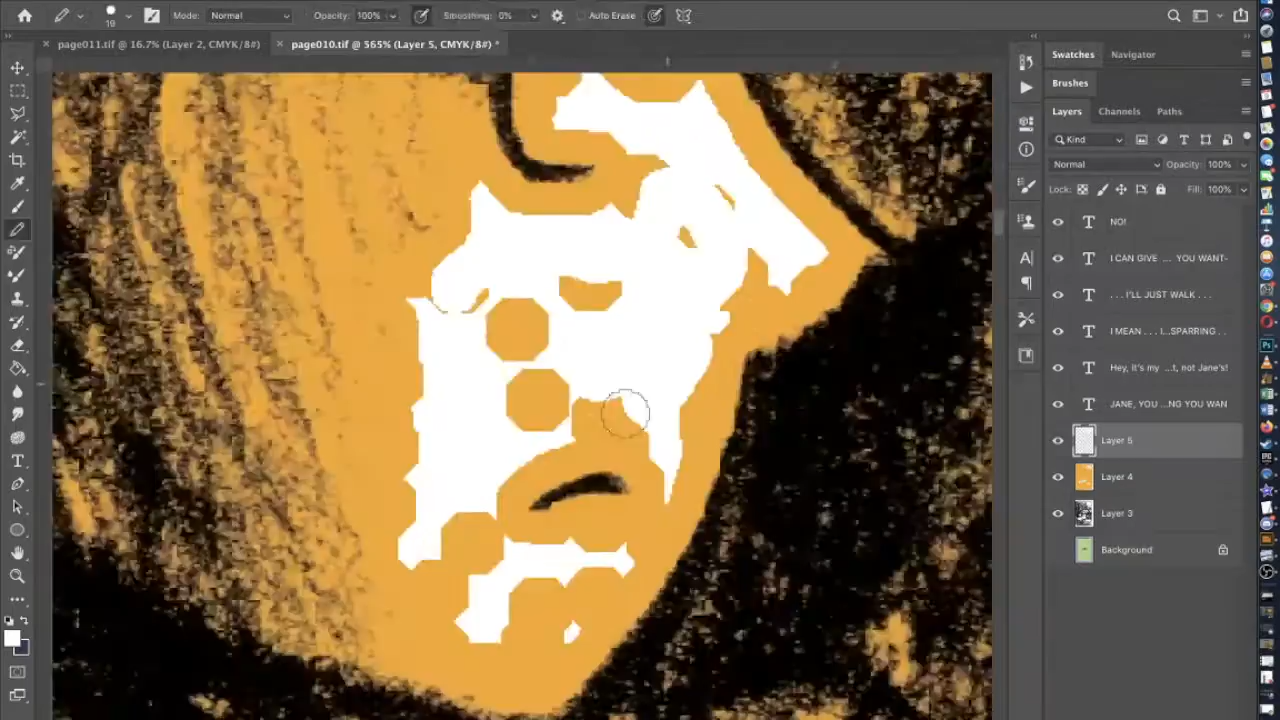 19 Mode: Normal Opacity: 100% Smoothing: 0% Auto Erase
page011.tif @ 16.7% (Layer 2, CMYK/8#) page010.tif @ 565% (Layer 5, CMYK/8#) *
Swatches Navigator
Brushes
Layers Channels Paths
Kind
Normal Opacity: 100%
Lock: Fill: 100%
NO!
I CAN GIVE ... YOU WANT-
. . . I'LL JUST WALK . . .
I MEAN . . . I...SPARRING . . .
Hey, it's my ...t, not Jane's!
JANE, YOU ...NG YOU WAN
Layer 5
Layer 4
Layer 3
Background